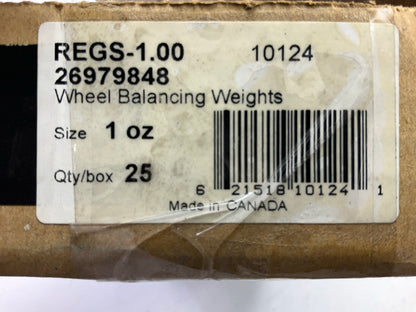 REGS-1.00 10124
26979848
Wheel Balancing Weights
Size 1 oz
Qty/box 25
6 21518 10124 1
Made in CANADA